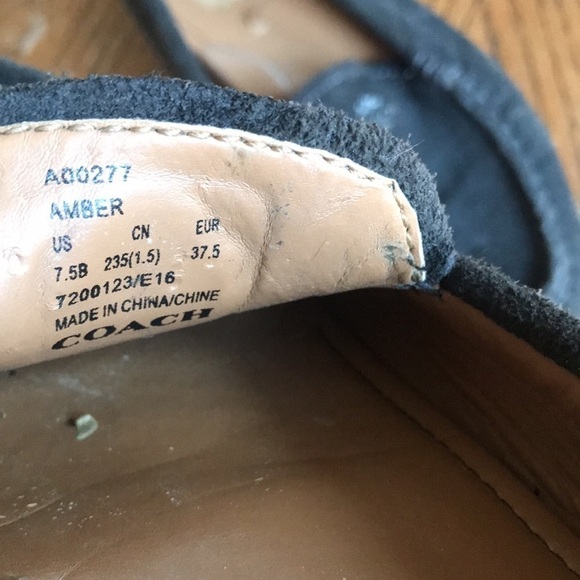 A00277
AMBER
US CN EUR
7.5B 235(1.5) 37.5
7200123/E16
MADE IN CHINA/CHINE
COACH